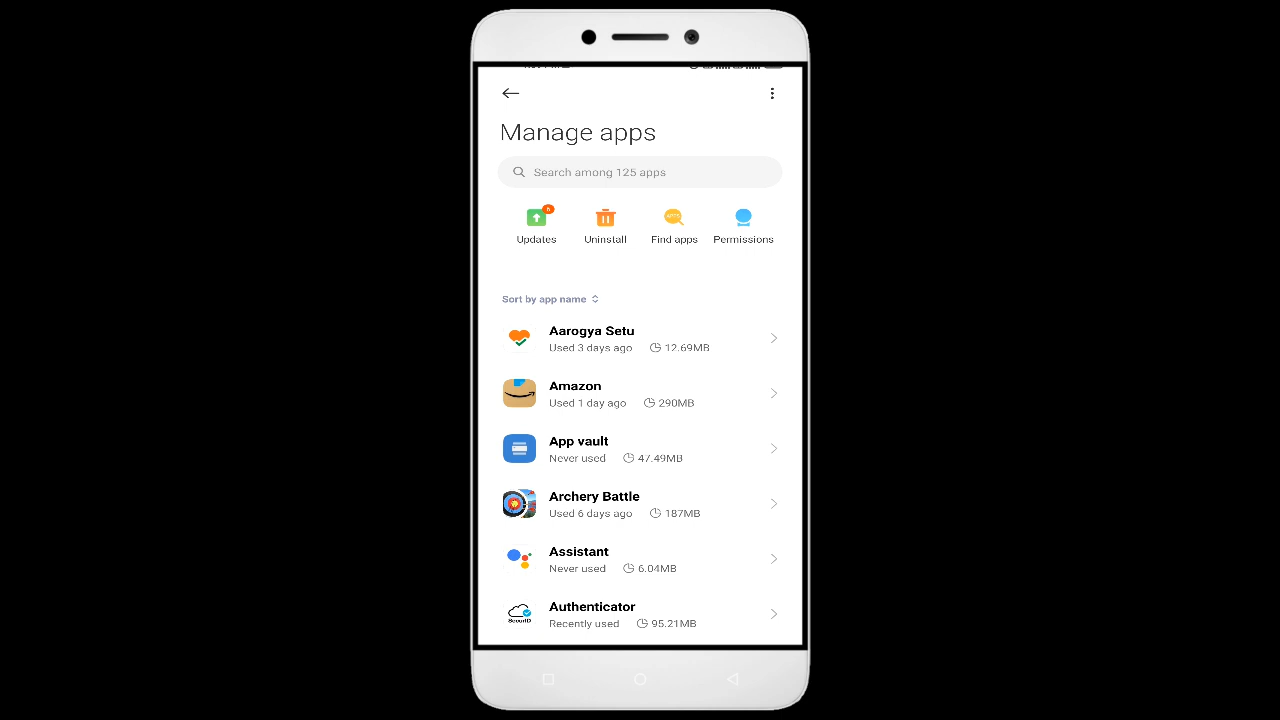 Manage apps
Search among 125 apps
Updates
Uninstall
Find apps
Permissions
Sort by app name
Aarogya Setu
Used 3 days ago 12.69MB
Amazon
Used 1 day ago 290MB
App vault
Never used 47.49MB
Archery Battle
Used 6 days ago 187MB
Assistant
Never used 6.04MB
Authenticator
Recently used 95.21MB